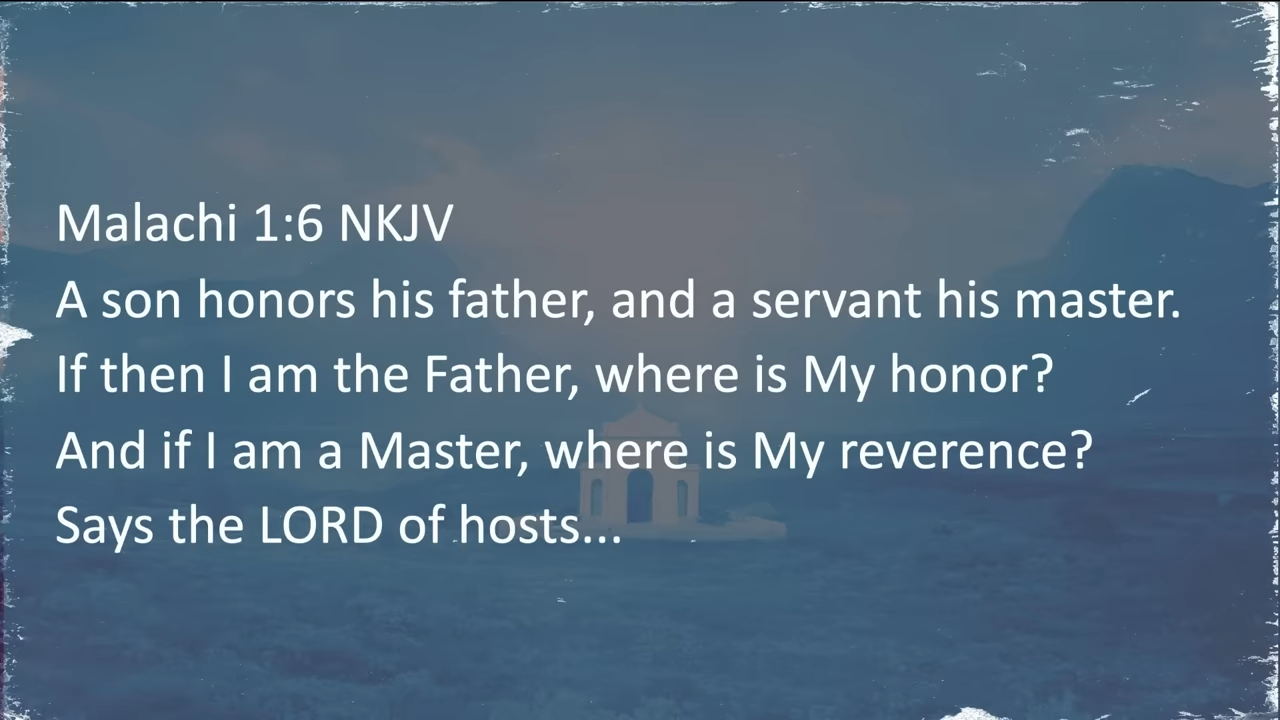 Malachi 1:6 NKJV
A son honors his father, and a servant his master.
If then I am the Father, where is My honor?
And if I am a Master, where is My reverence?
Says the LORD of hosts...